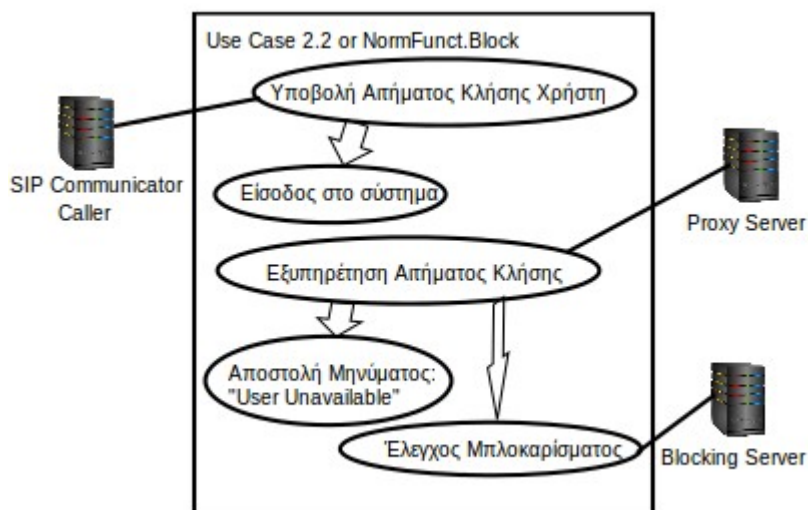 Use Case 2.2 or NormFunct.Block
Υποβολή Αιτήματος Κλήσης Χρήστη
SIP Communicator
Caller
Είσοδος στο σύστημα
Proxy Server
Εξυπηρέτηση Αιτήματος Κλήσης
Αποστολή Μηνύματος:
"User Unavailable"
Έλεγχος Μπλοκαρίσματος
Blocking Server